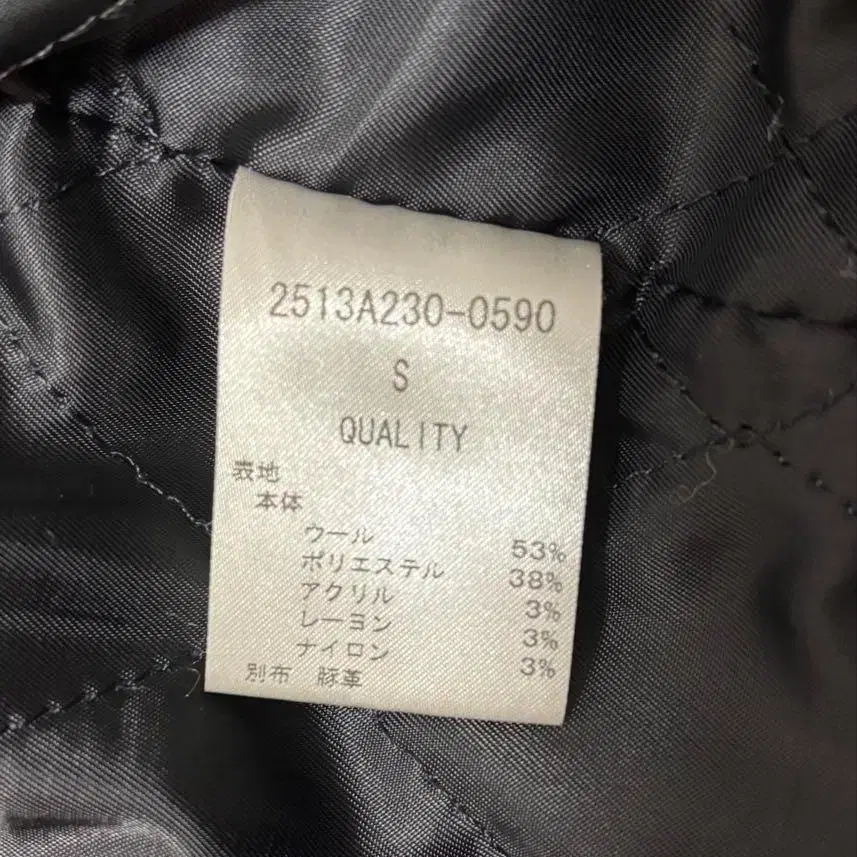 2513A230-0590
S
QUALITY
表地
本体
ウール 53%
ポリエステル 38%
アクリル 3%
レーヨン 3%
ナイロン 3%
別布 豚革